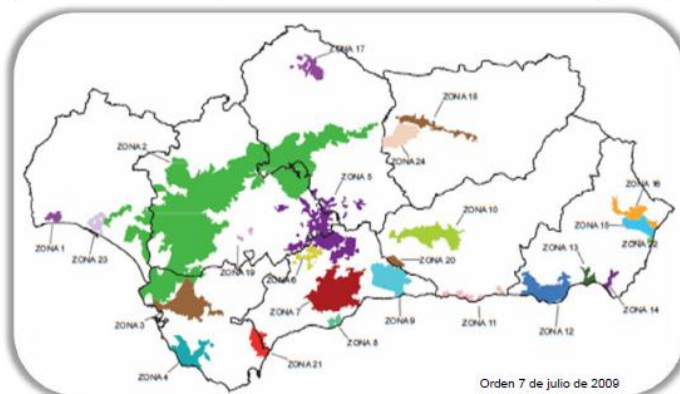 ZONA 17
ZONA 18
ZONA 2
ZONA 24
ZONA 5
ZONA 16
ZONA 10
ZONA 15
ZONA 22
ZONA 1
ZONA 23
ZONA 19
ZONA 6
ZONA 20
ZONA 13
ZONA 7
ZONA 3
ZONA 9
ZONA 11
ZONA 14
ZONA 8
ZONA 12
ZONA 4
ZONA 21
Orden 7 de julio de 2009